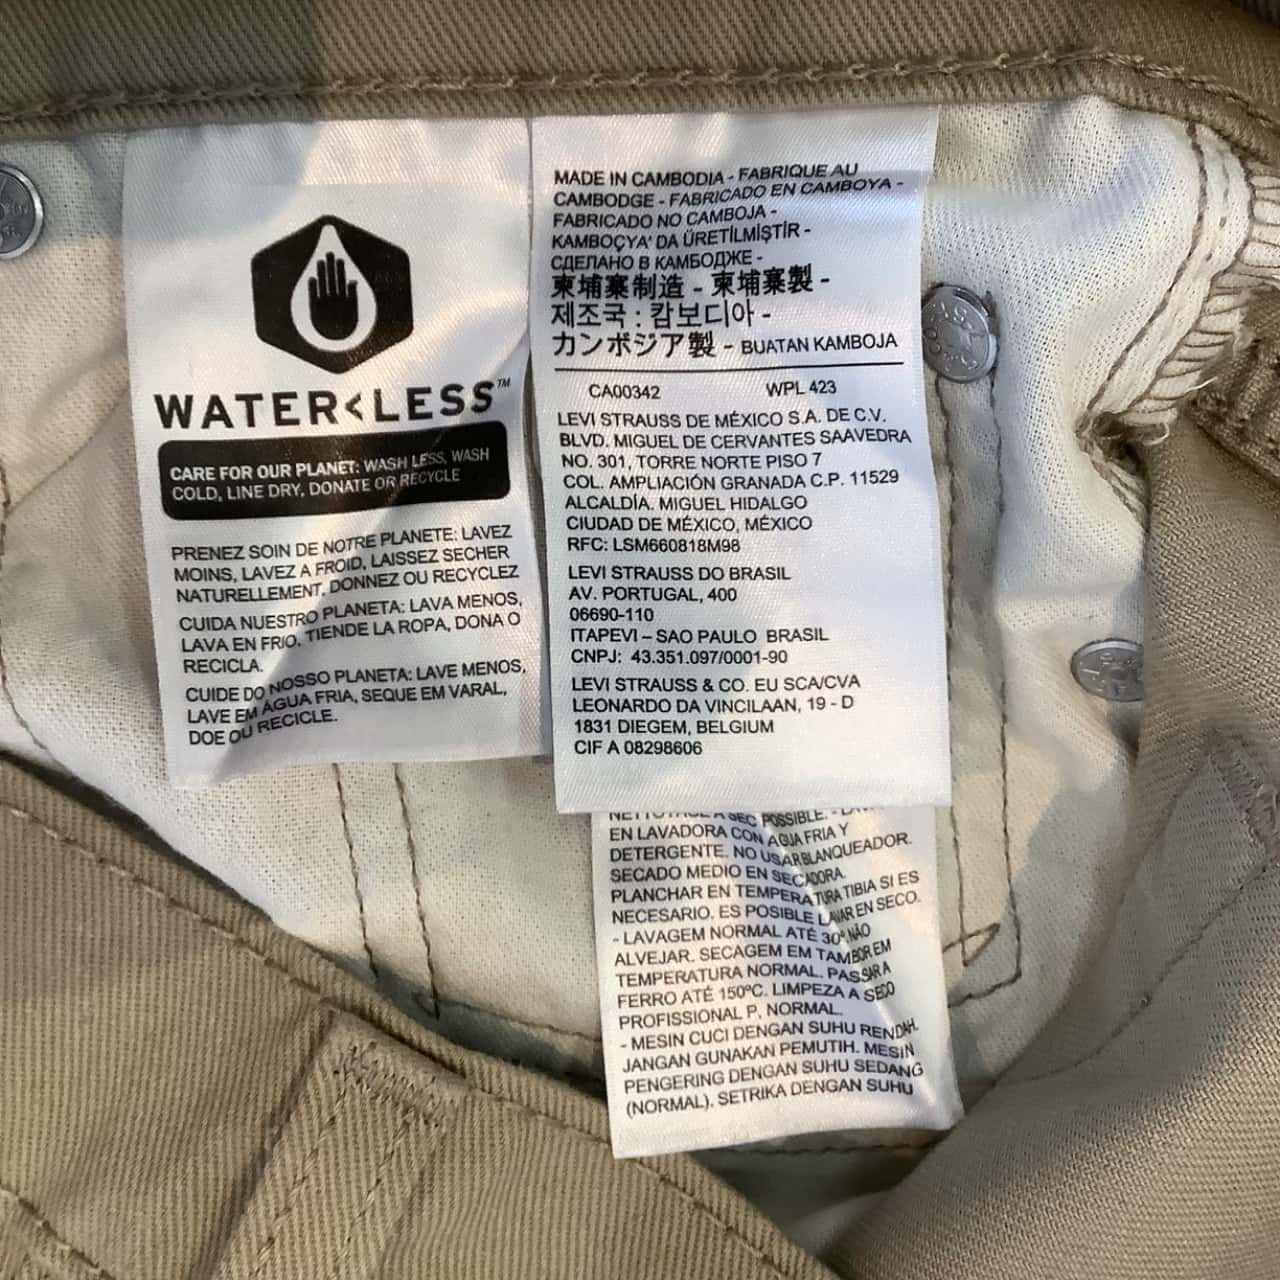 WATER<LESS™
CARE FOR OUR PLANET: WASH LESS, WASH
COLD, LINE DRY, DONATE OR RECYCLE
PRENEZ SOIN DE NOTRE PLANETE: LAVEZ
MOINS, LAVEZ A FROID, LAISSEZ SECHER
NATURELLEMENT, DONNEZ OU RECYCLEZ
CUIDA NUESTRO PLANETA: LAVA MENOS,
LAVA EN FRIO, TIENDE LA ROPA, DONA O
RECICLA.
CUIDE DO NOSSO PLANETA: LAVE MENOS,
LAVE EM ÁGUA FRIA, SEQUE EM VARAL,
DOE OU RECICLE.
MADE IN CAMBODIA - FABRIQUE AU
CAMBODGE - FABRICADO EN CAMBOYA -
FABRICADO NO CAMBOJA -
KAMBOÇYA' DA ÜRETİLMİŞTİR -
СДЕЛАНО В КАМБОДЖЕ -
柬埔寨制造 - 柬埔寨製 -
제조국 : 캄보디아 -
カンボジア製 - BUATAN KAMBOJA
CA00342 WPL 423
LEVI STRAUSS DE MÉXICO S.A. DE C.V.
BLVD. MIGUEL DE CERVANTES SAAVEDRA
NO. 301, TORRE NORTE PISO 7
COL. AMPLIACIÓN GRANADA C.P. 11529
ALCALDÍA. MIGUEL HIDALGO
CIUDAD DE MÉXICO, MÉXICO
RFC: LSM660818M98
LEVI STRAUSS DO BRASIL
AV. PORTUGAL, 400
06690-110
ITAPEVI – SAO PAULO BRASIL
CNPJ: 43.351.097/0001-90
LEVI STRAUSS & CO. EU SCA/CVA
LEONARDO DA VINCILAAN, 19 - D
1831 DIEGEM, BELGIUM
CIF A 08298606
A SEC POSSIBLE. -
EN LAVADORA CON AGUA FRIA Y
DETERGENTE. NO USAR BLANQUEADOR.
SECADO MEDIO EN SECADORA.
PLANCHAR EN TEMPERATURA TIBIA SI ES
NECESARIO. ES POSIBLE LAVAR EN SECO.
- LAVAGEM NORMAL ATÉ 30º.NÃO
ALVEJAR. SECAGEM EM TAMBOR EM
TEMPERATURA NORMAL. PASSAR A
FERRO ATÉ 150ºC. LIMPEZA A SECO
PROFISSIONAL P, NORMAL.
- MESIN CUCI DENGAN SUHU RENDAH.
JANGAN GUNAKAN PEMUTIH. MESIN
PENGERING DENGAN SUHU SEDANG
(NORMAL). SETRIKA DENGAN SUHU